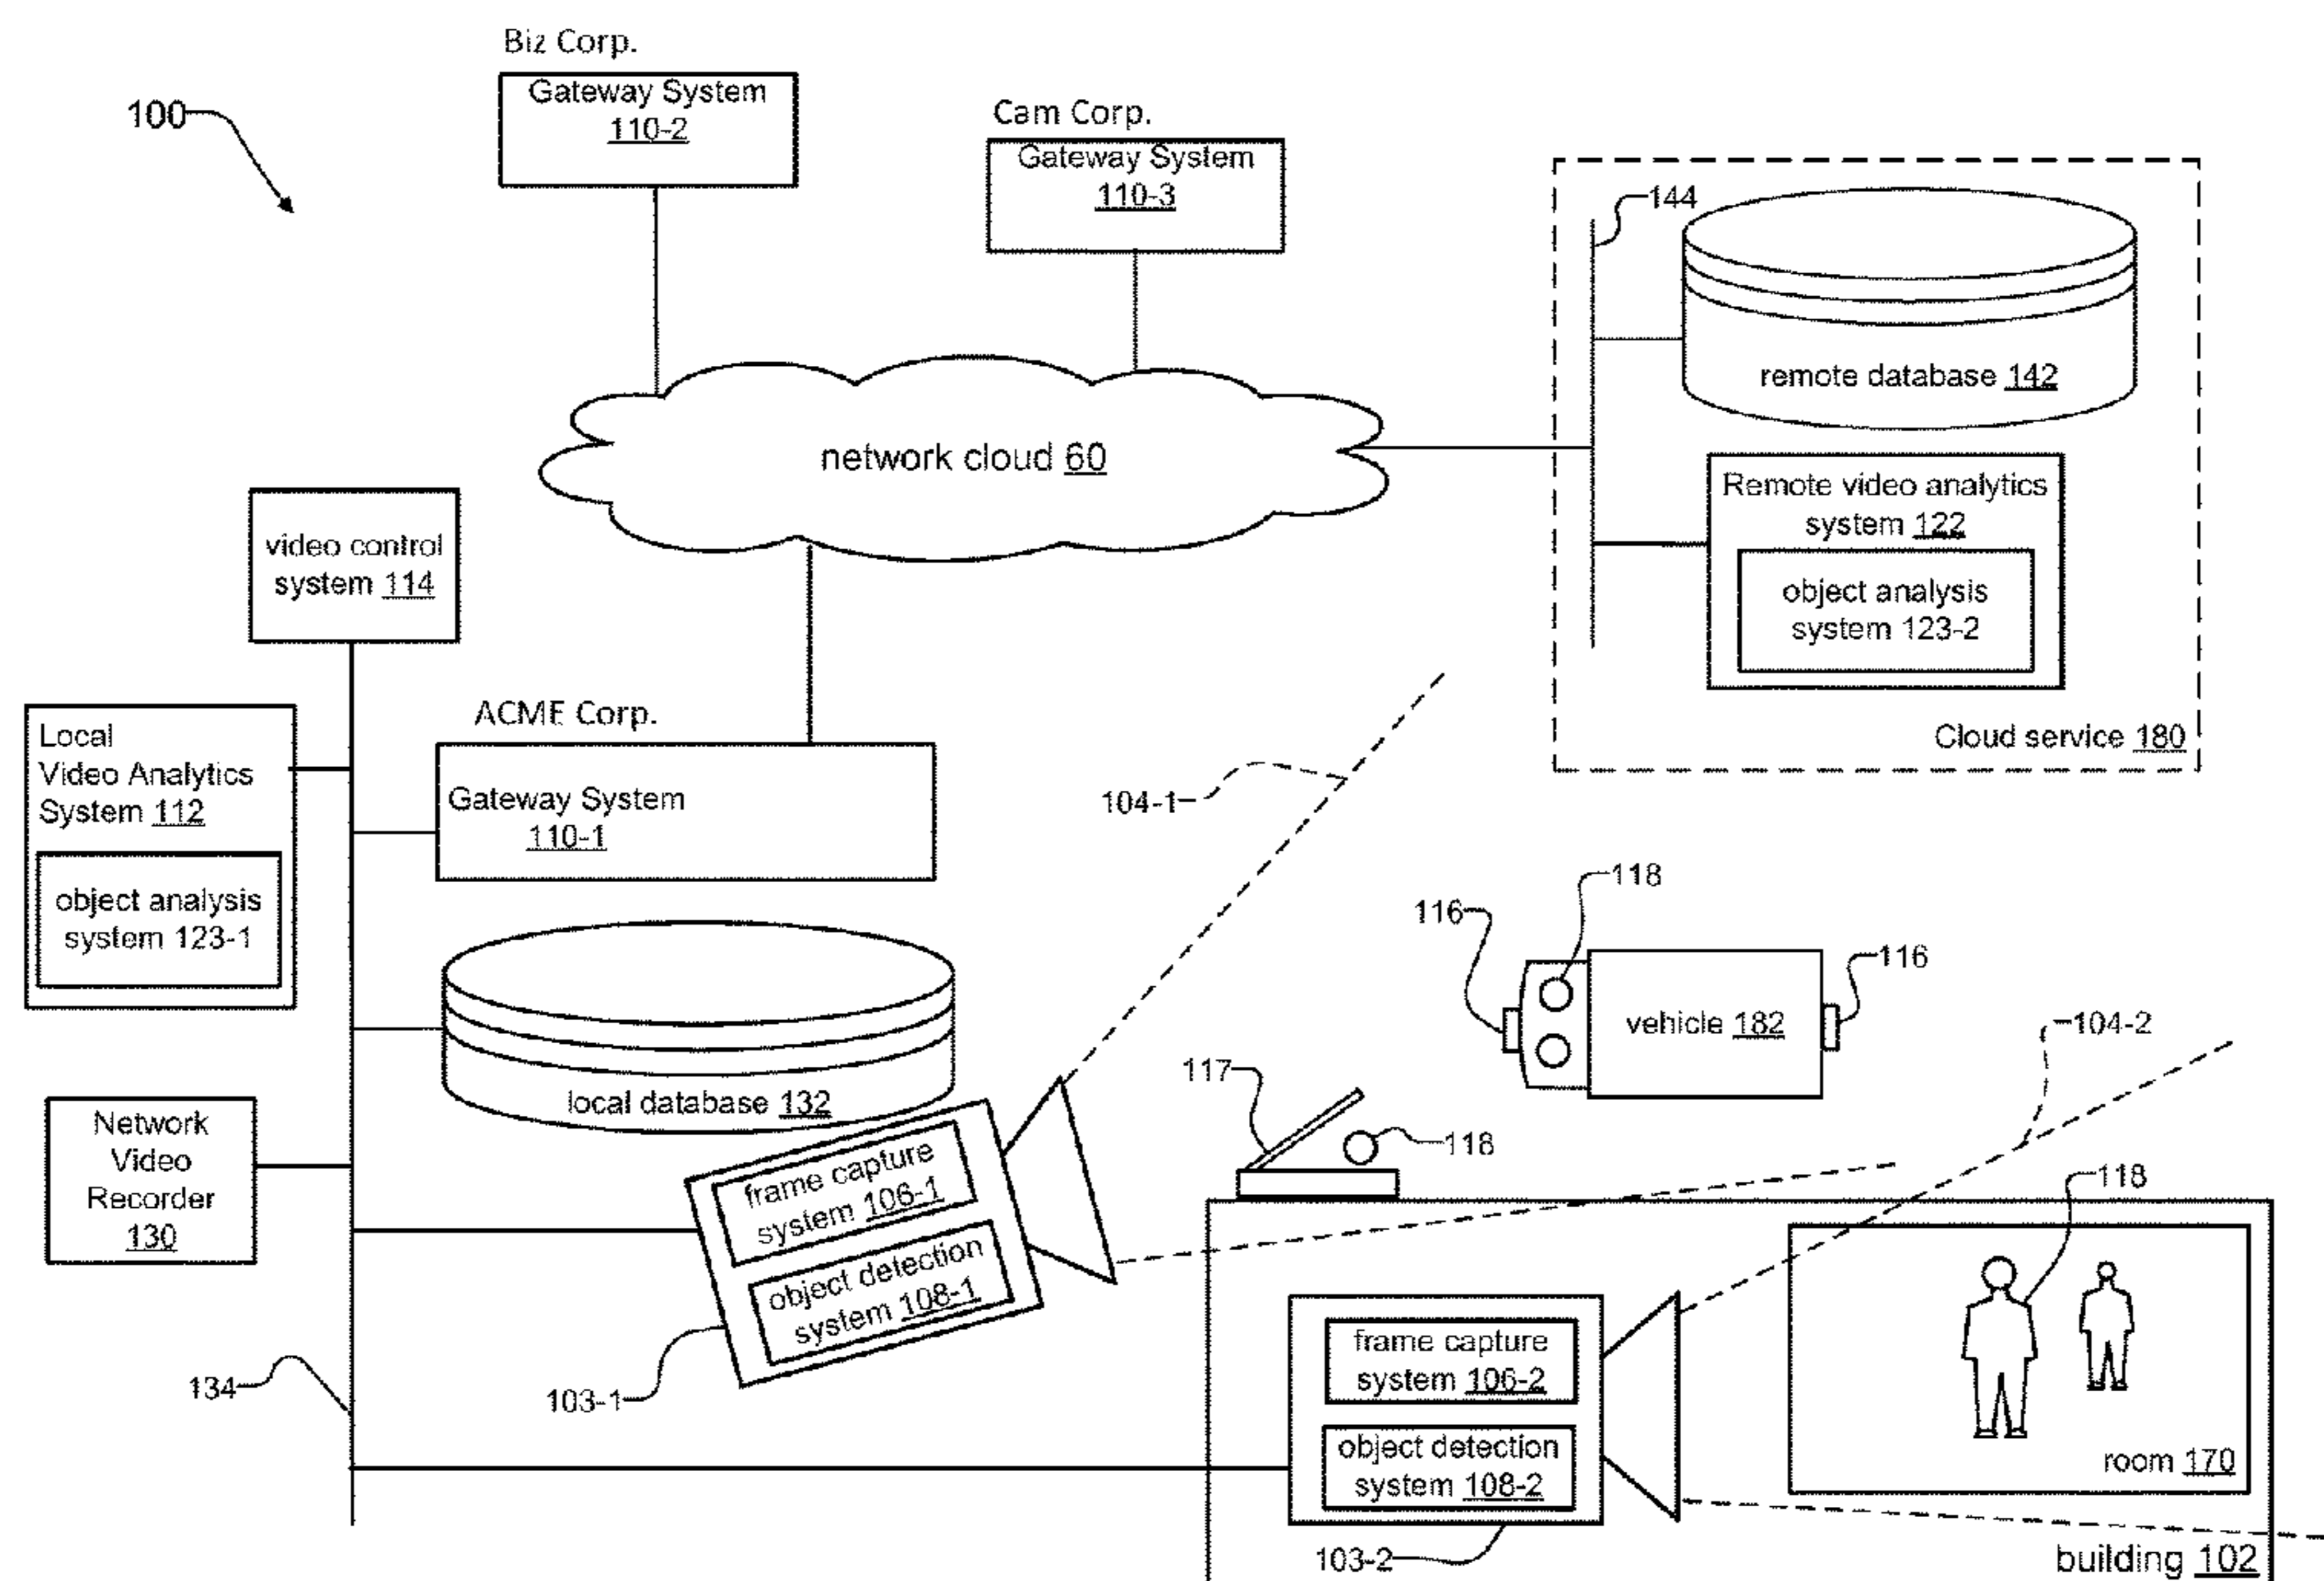 100
Biz Corp.
Gateway System
110-2
Cam Corp.
Gateway System
110-3
144
remote database 142
Remote video analytics
system 122
object analysis
system 123-2
Cloud service 180
network cloud 60
video control
system 114
Local
Video Analytics
System 112
object analysis
system 123-1
ACME Corp.
Gateway System
110-1
local database 132
Network
Video
Recorder
130
134
frame capture
system 106-1
object detection
system 108-1
103-1
104-1
116
118
vehicle 182
116
104-2
117
118
118
frame capture
system 106-2
object detection
system 108-2
103-2
room 170
building 102